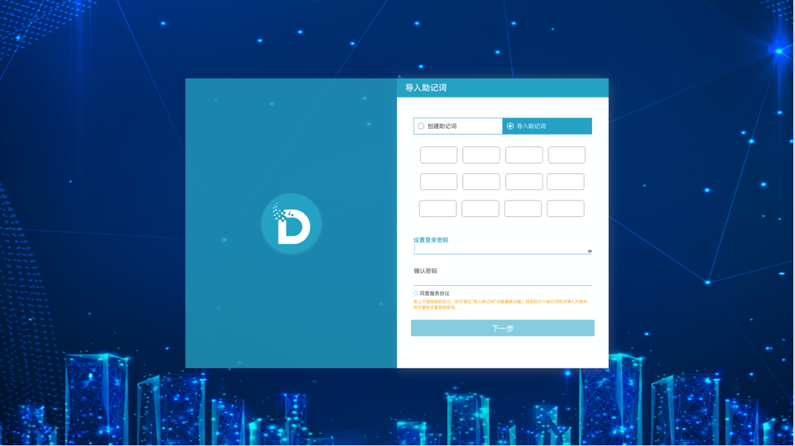 导入助记词
创建助记词
导入助记词
设置登录密码
确认密码
同意服务协议
下一步